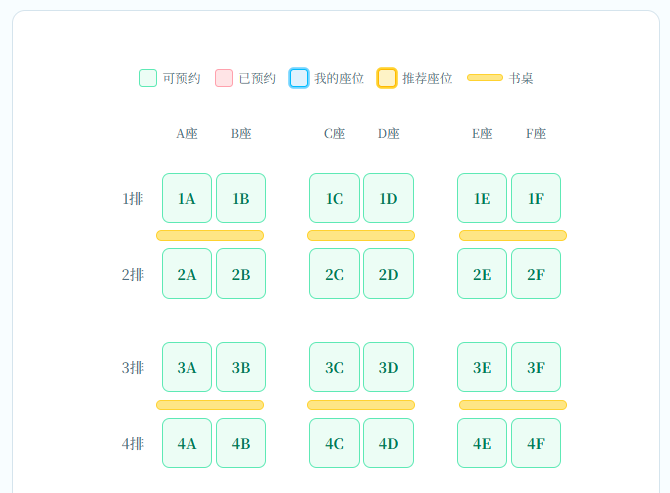 可预约 已预约 我的座位 推荐座位 书桌
A座 B座 C座 D座 E座 F座
1排 1A 1B 1C 1D 1E 1F
2排 2A 2B 2C 2D 2E 2F
3排 3A 3B 3C 3D 3E 3F
4排 4A 4B 4C 4D 4E 4F